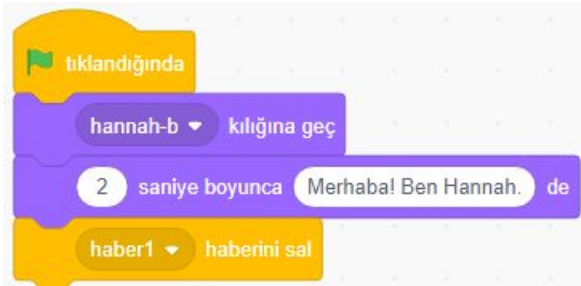 tıklandığında
hannah-b kılığına geç
2 saniye boyunca Merhaba! Ben Hannah. de
haber1 haberini sal